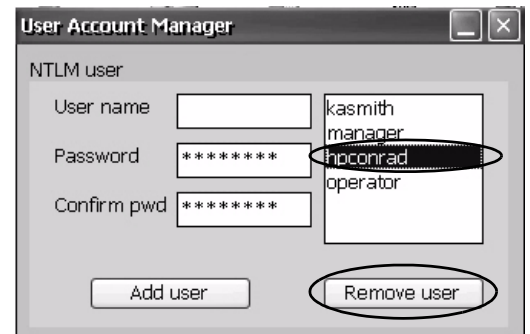 User Account Manager
NTLM user
User name
kasmith
manager
Password ********
hpconrad
operator
Confirm pwd ********
Add user
Remove user